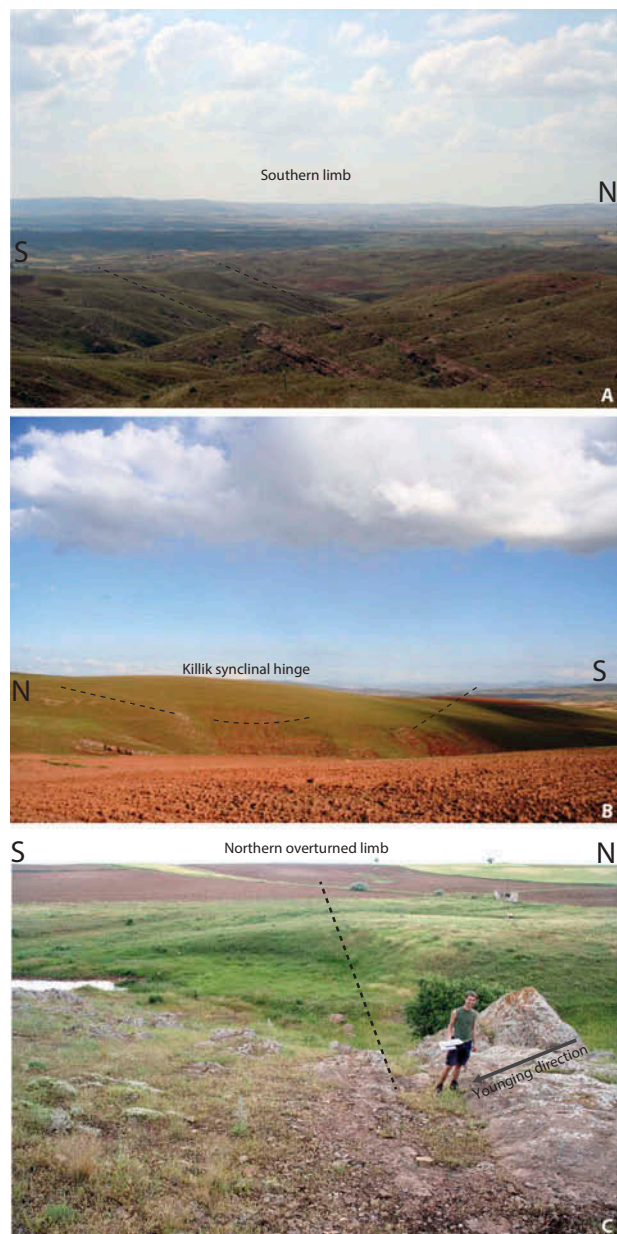 Southern limb
N
S
A
Killik synclinal hinge
S
N
B
S Northern overturned limb N
Younging direction
C